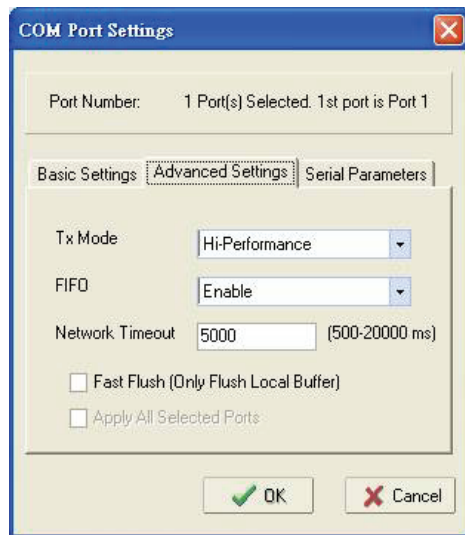 COM Port Settings
Port Number: 1 Port(s) Selected. 1st port is Port 1
Basic Settings Advanced Settings Serial Parameters
Tx Mode Hi-Performance
FIFO Enable
Network Timeout 5000 (500-20000 ms)
Fast Flush (Only Flush Local Buffer)
Apply All Selected Ports
OK Cancel